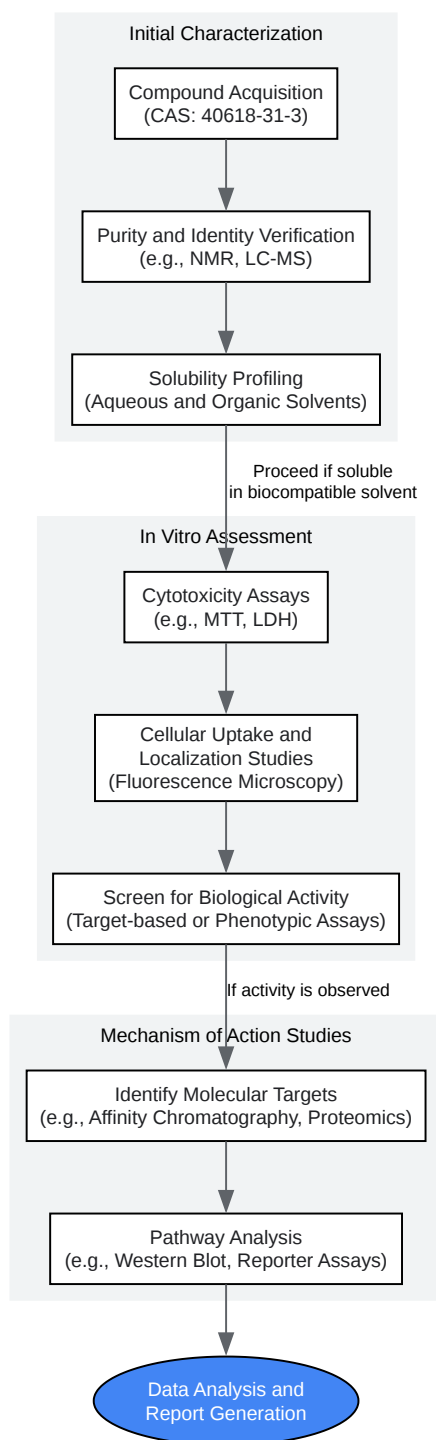 Initial Characterization
Compound Acquisition
(CAS: 40618-31-3)
Purity and Identity Verification
(e.g., NMR, LC-MS)
Solubility Profiling
(Aqueous and Organic Solvents)
Proceed if soluble
in biocompatible solvent
In Vitro Assessment
Cytotoxicity Assays
(e.g., MTT, LDH)
Cellular Uptake and
Localization Studies
(Fluorescence Microscopy)
Screen for Biological Activity
(Target-based or Phenotypic Assays)
If activity is observed
Mechanism of Action Studies
Identify Molecular Targets
(e.g., Affinity Chromatography, Proteomics)
Pathway Analysis
(e.g., Western Blot, Reporter Assays)
Data Analysis and
Report Generation